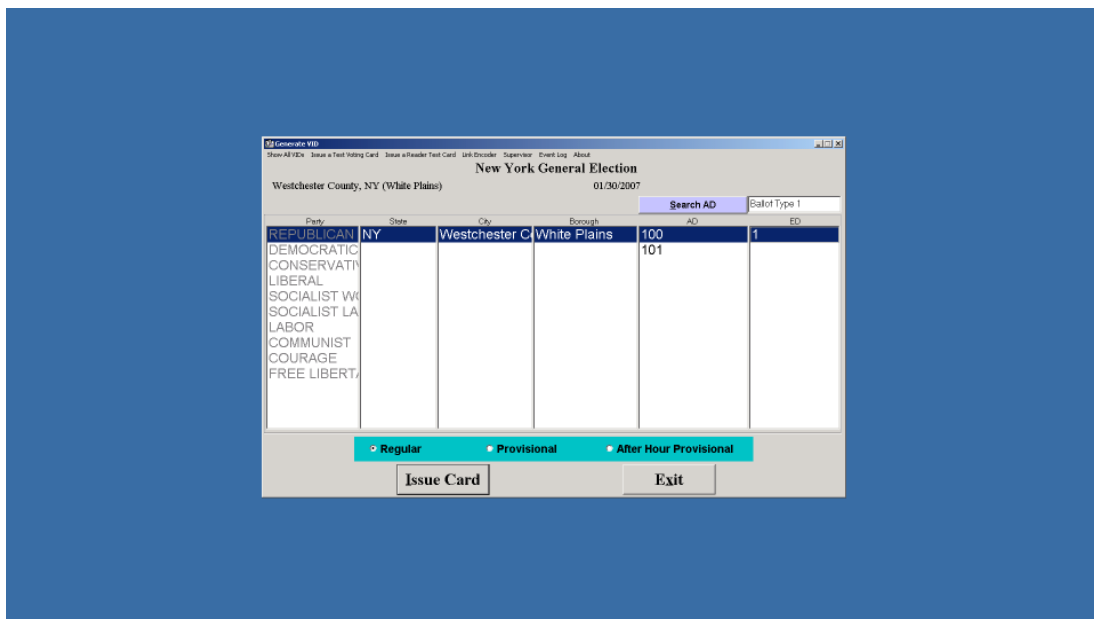 Generate VID
Show All VIDs Issue a Test Voting Card Issue a Reader Test Card Link Encoder Supervisor Event Log About
New York General Election
Westchester County, NY (White Plains) 01/30/2007
Search AD Ballot Type 1
Party State City Borough AD ED
REPUBLICAN NY Westchester C White Plains 100 1
DEMOCRATIC 101
CONSERVATIV
LIBERAL
SOCIALIST WO
SOCIALIST LA
LABOR
COMMUNIST
COURAGE
FREE LIBERTA
Regular Provisional After Hour Provisional
Issue Card Exit